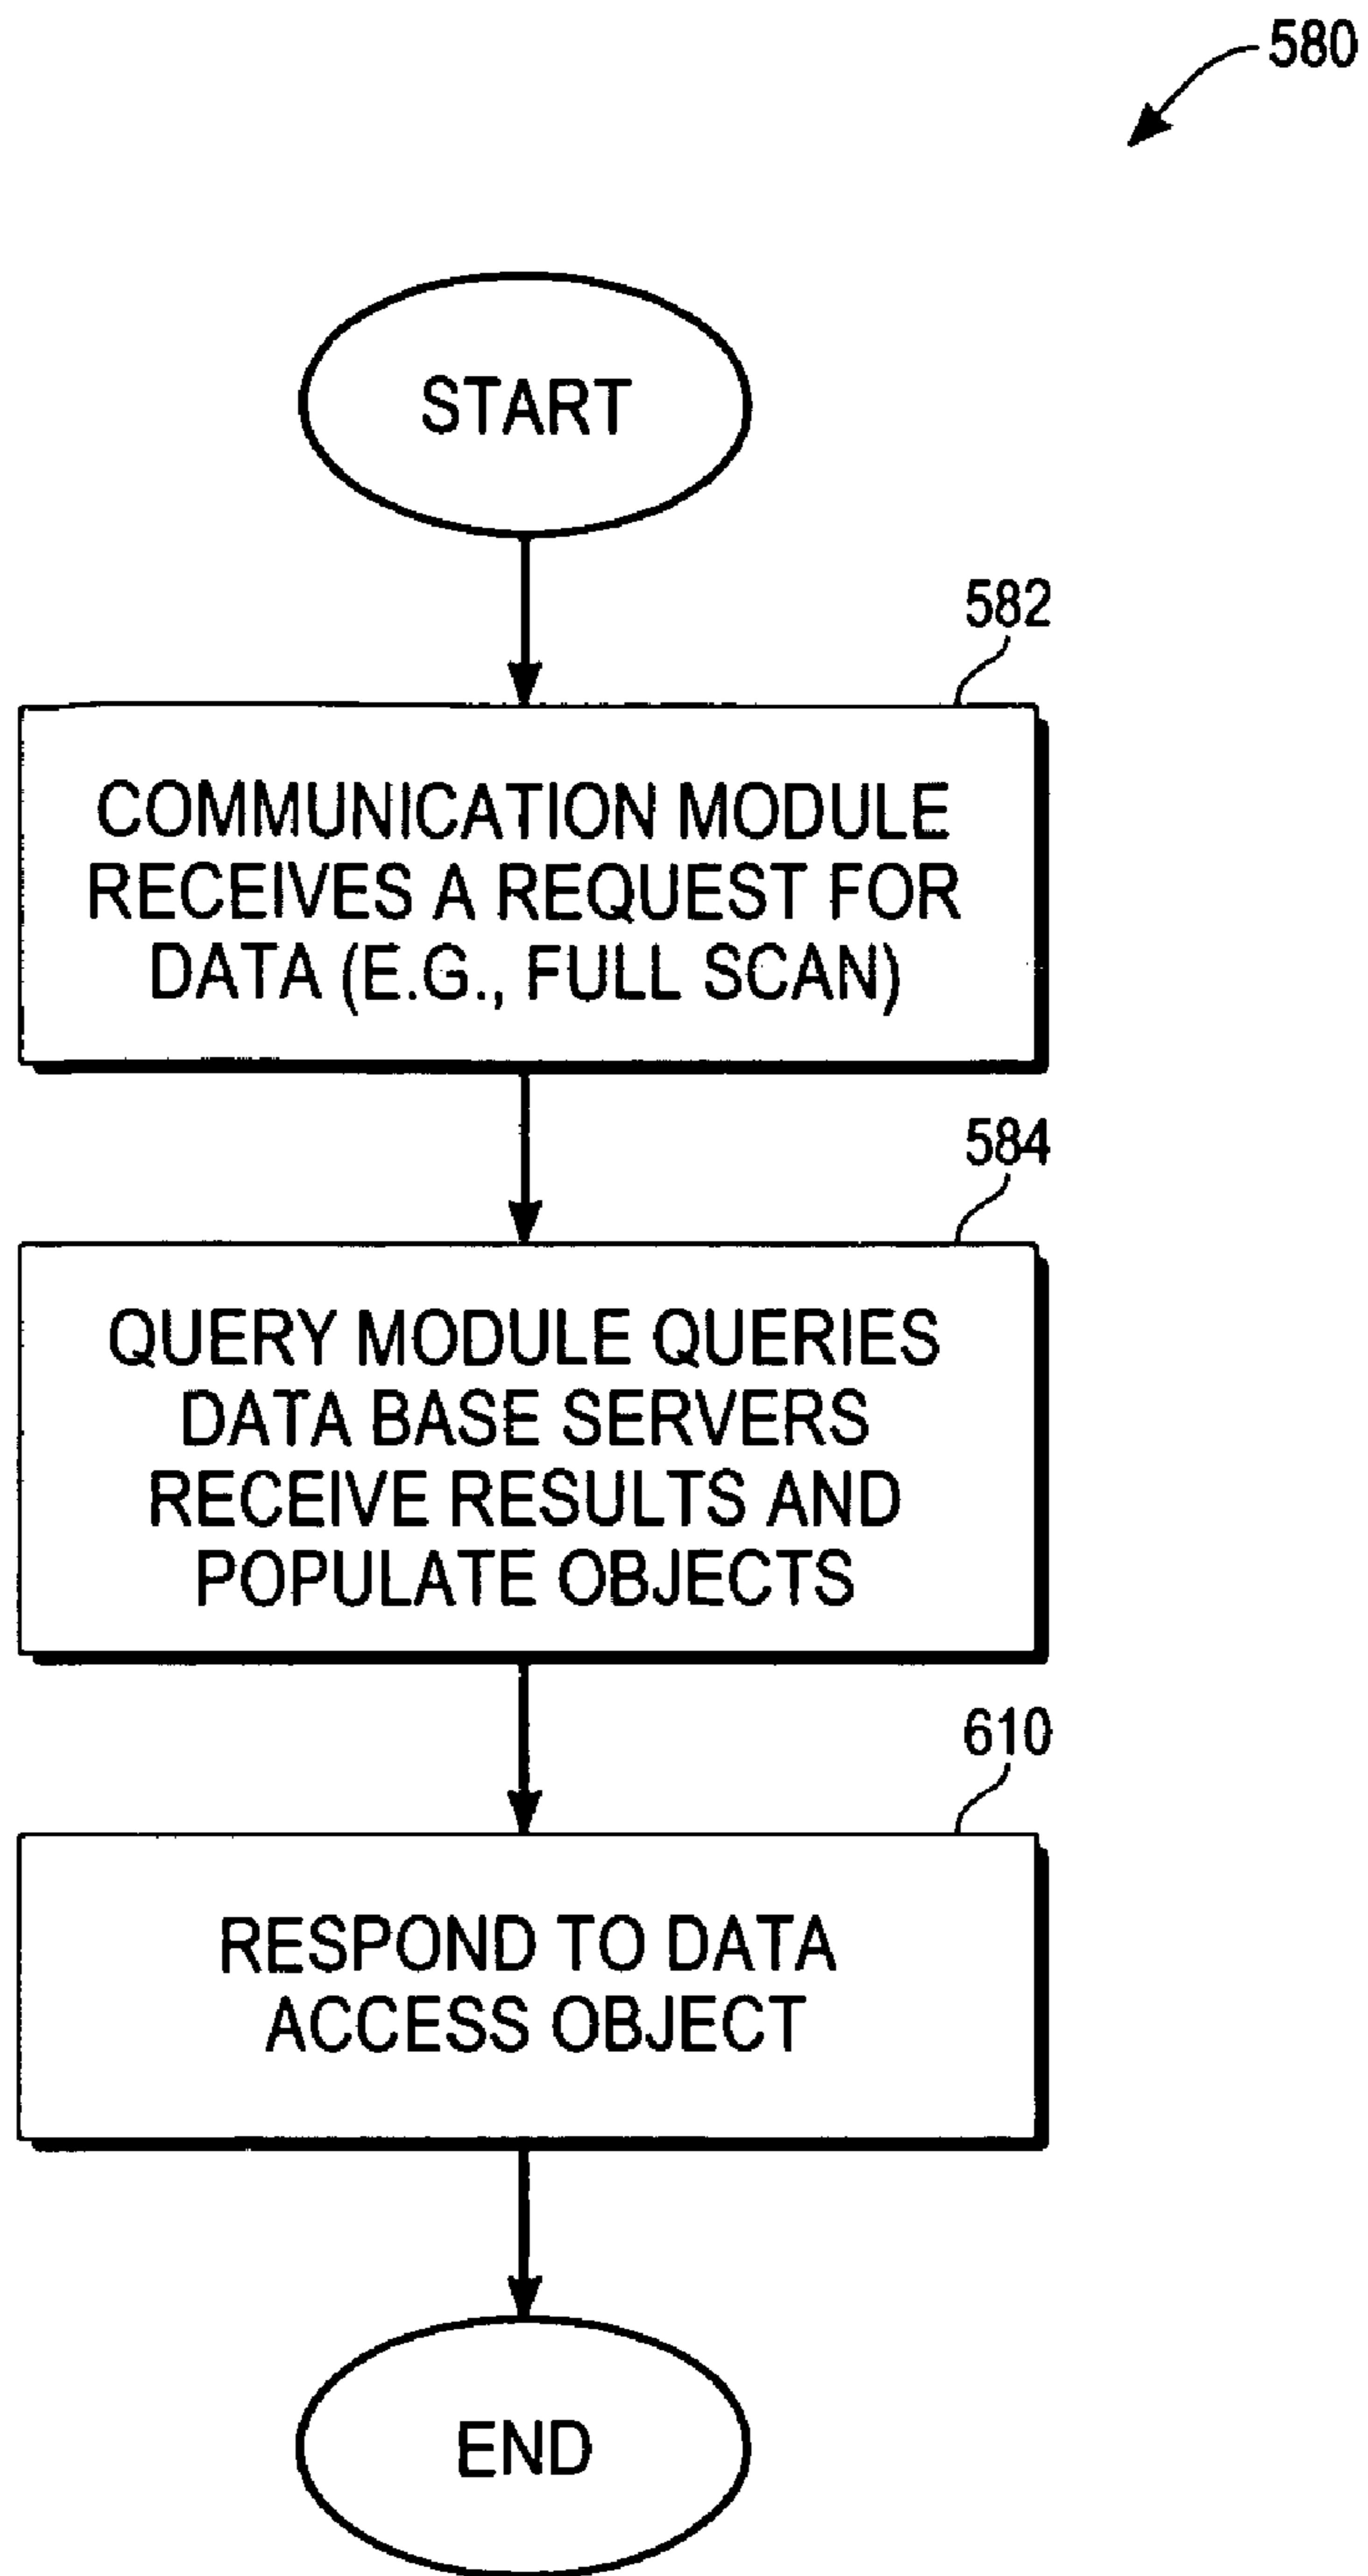 580
START
582
COMMUNICATION MODULE
RECEIVES A REQUEST FOR
DATA (E.G., FULL SCAN)
584
QUERY MODULE QUERIES
DATA BASE SERVERS
RECEIVE RESULTS AND
POPULATE OBJECTS
610
RESPOND TO DATA
ACCESS OBJECT
END